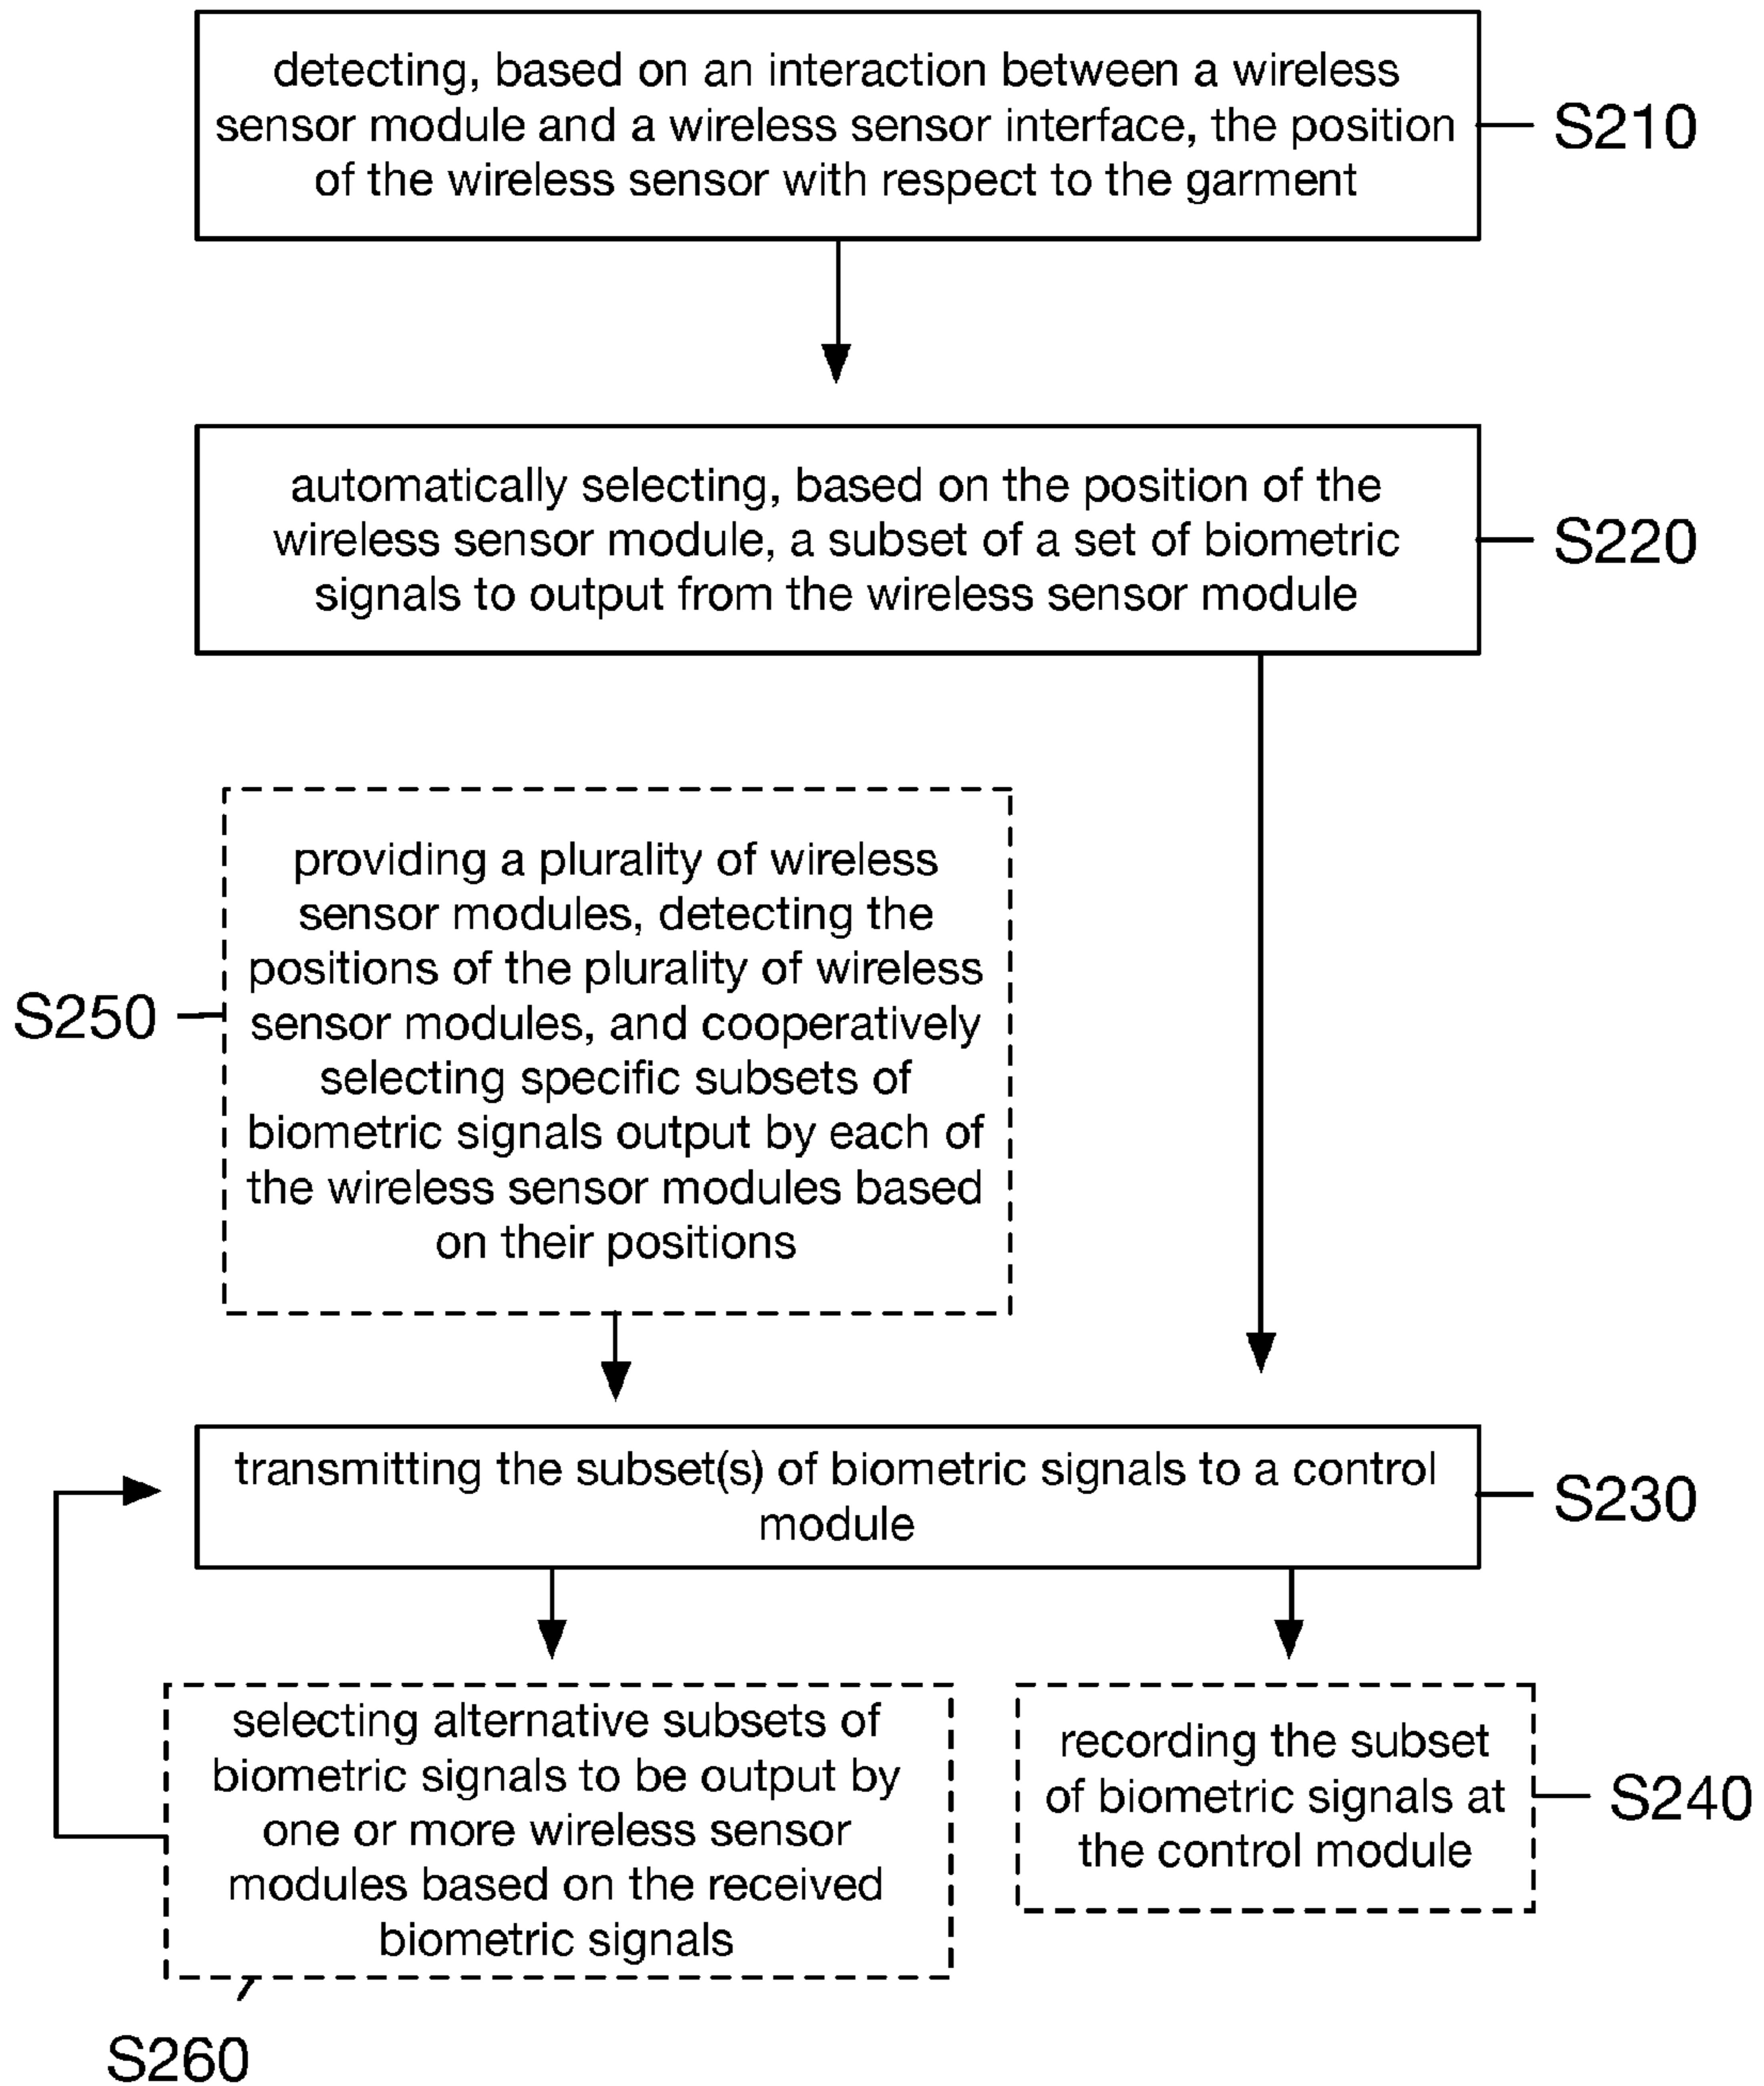 detecting, based on an interaction between a wireless
sensor module and a wireless sensor interface, the position
of the wireless sensor with respect to the garment
S210
automatically selecting, based on the position of the
wireless sensor module, a subset of a set of biometric
signals to output from the wireless sensor module
S220
providing a plurality of wireless
sensor modules, detecting the
positions of the plurality of wireless
sensor modules, and cooperatively
selecting specific subsets of
biometric signals output by each of
the wireless sensor modules based
on their positions
S250
transmitting the subset(s) of biometric signals to a control
module
S230
selecting alternative subsets of
biometric signals to be output by
one or more wireless sensor
modules based on the received
biometric signals
S260
recording the subset
of biometric signals at
the control module
S240